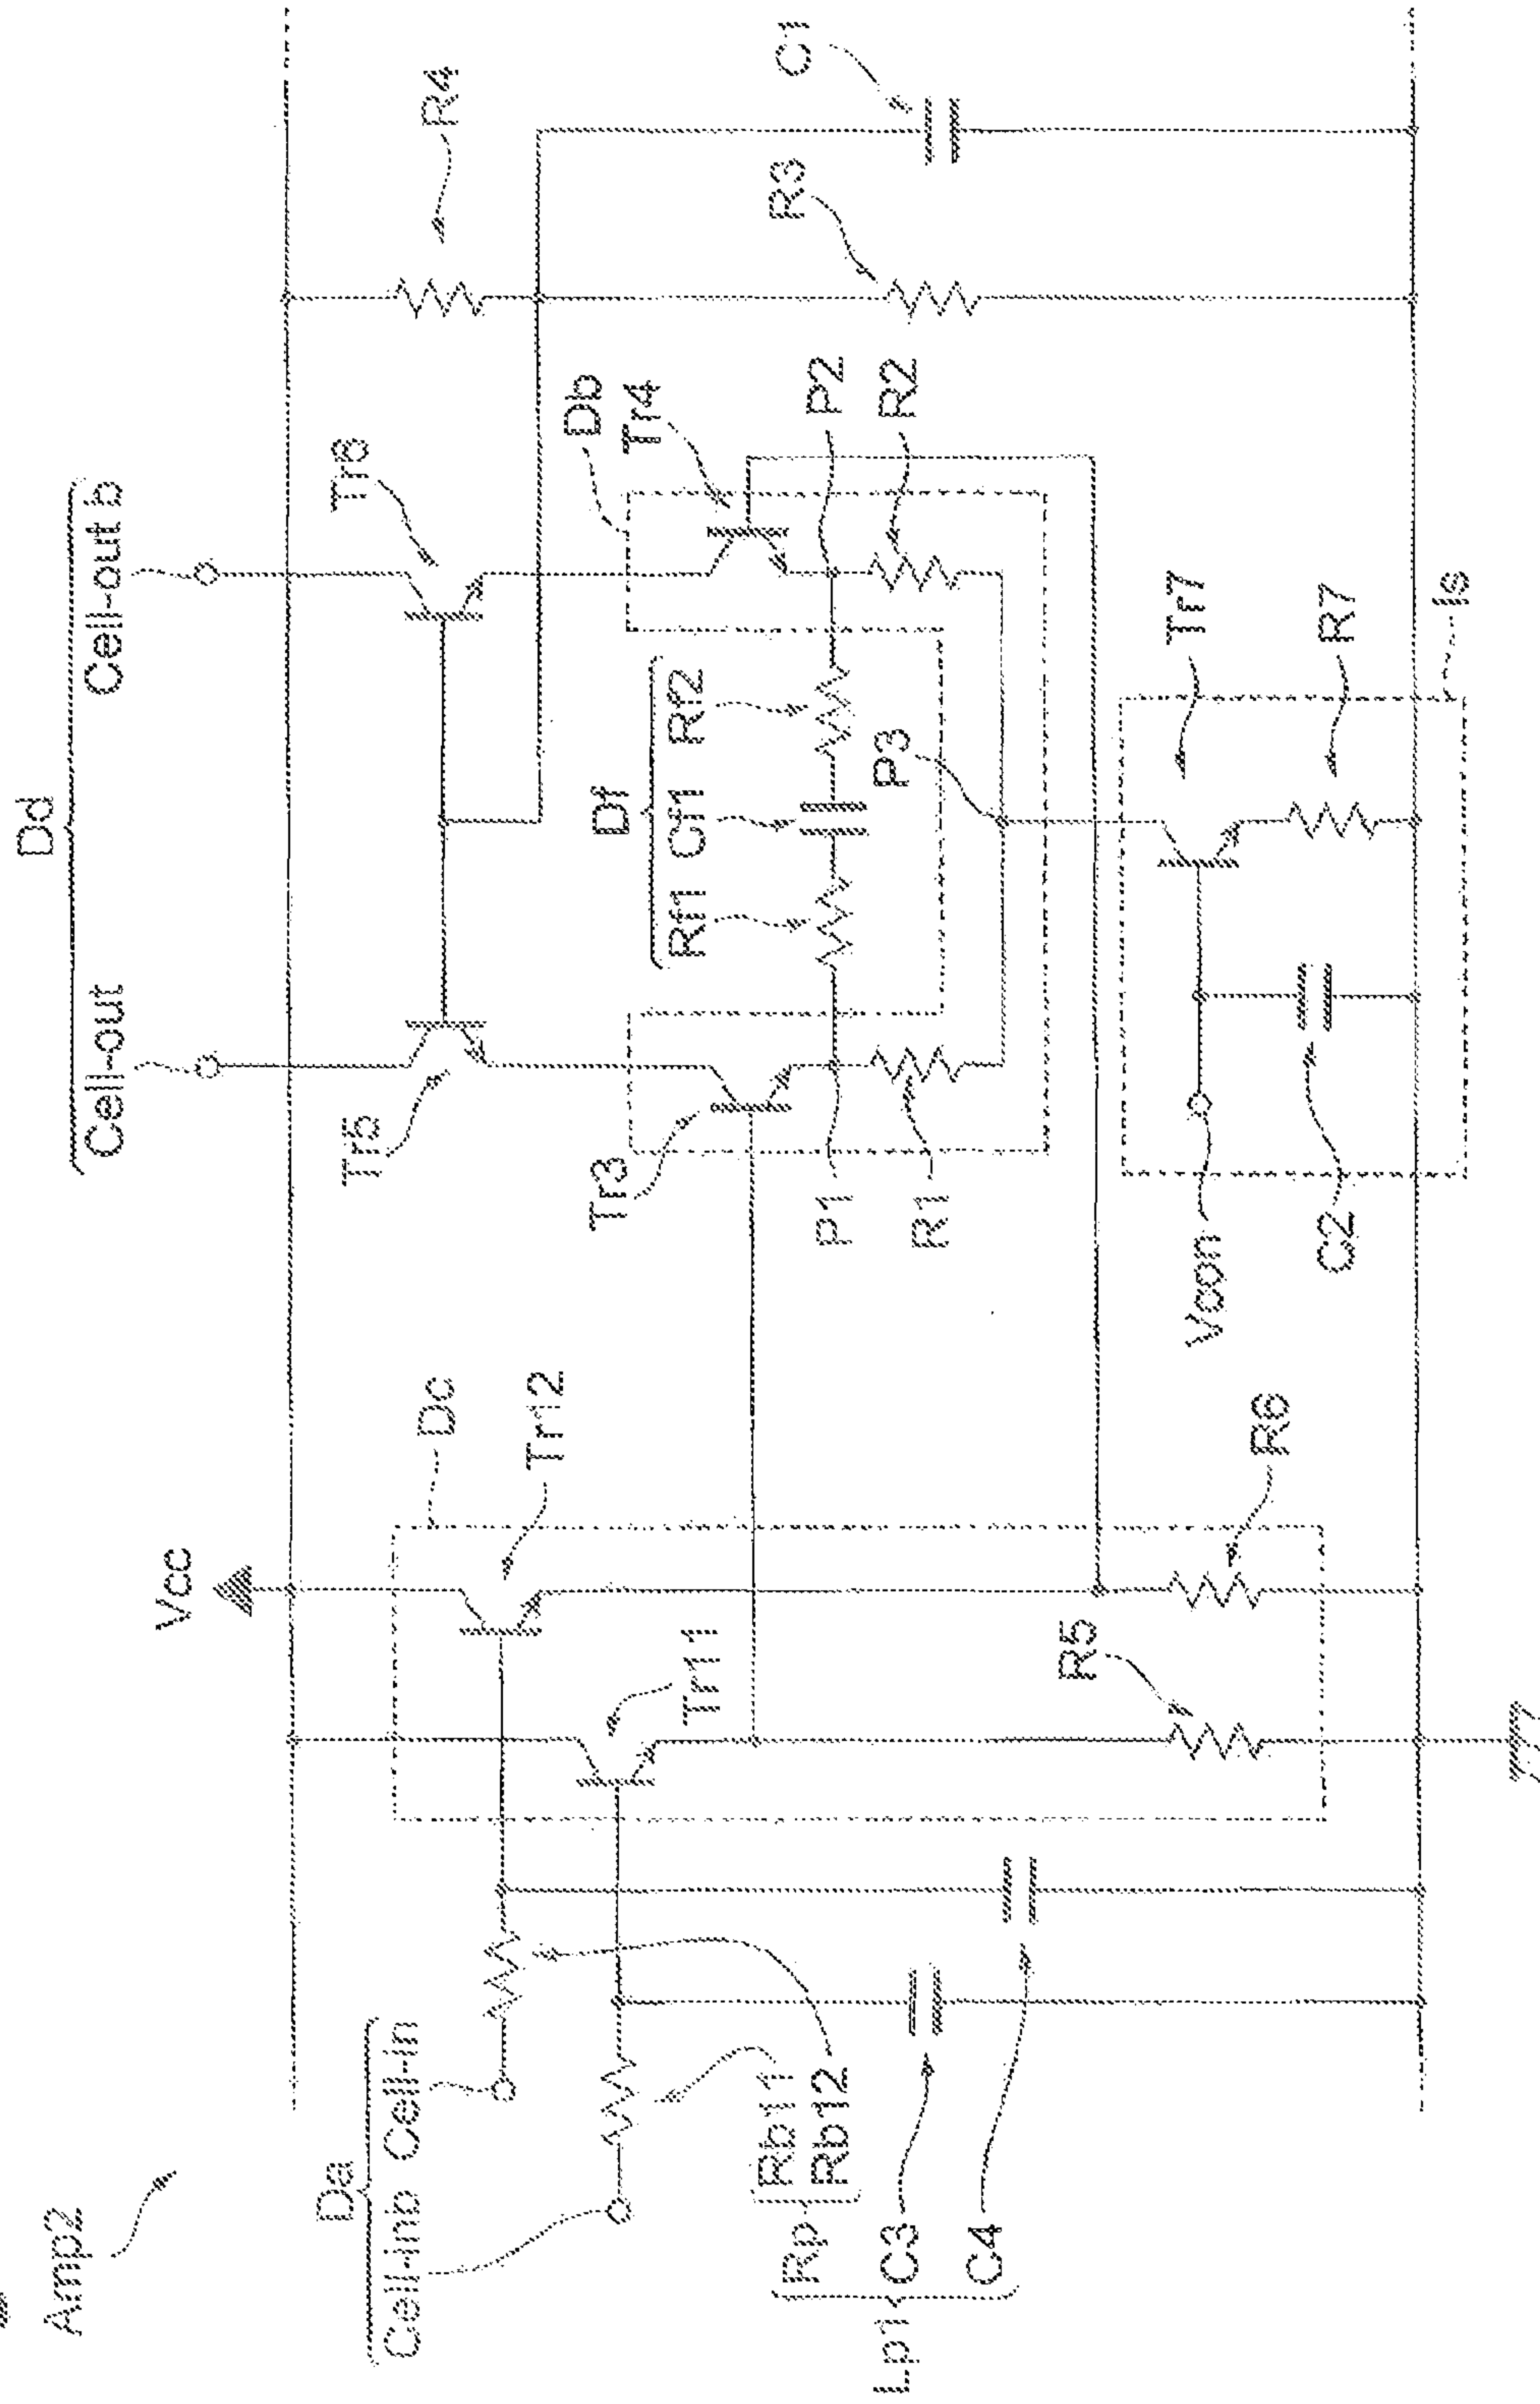 Amp2
Dd
Cell-out
Cell-out b
Vcc
Da
Cell-inb
Cell-in
Dc
Tr12
Tr11
Tr5
Tr6
R4
Db
Tr3
Tr4
Df
Rf1
Cf1
Rf2
P1
P2
P3
R1
R2
R3
C1
Lp1
Rp
Rb11
Rb12
C3
C4
R5
R6
Vcon
C2
Tr7
R7
Is